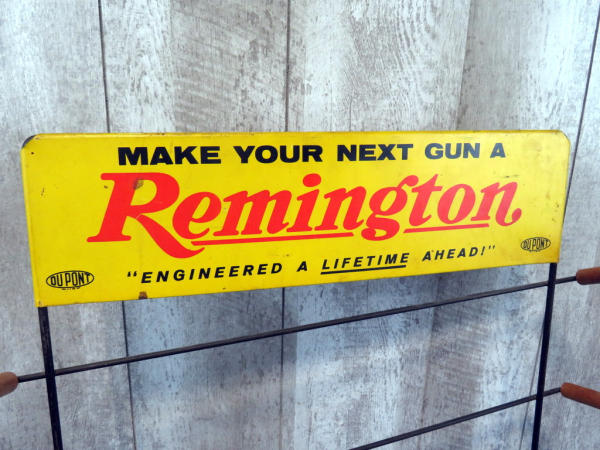 MAKE YOUR NEXT GUN A
Remington
"ENGINEERED A LIFETIME AHEAD!"
DU PONT
DU PONT